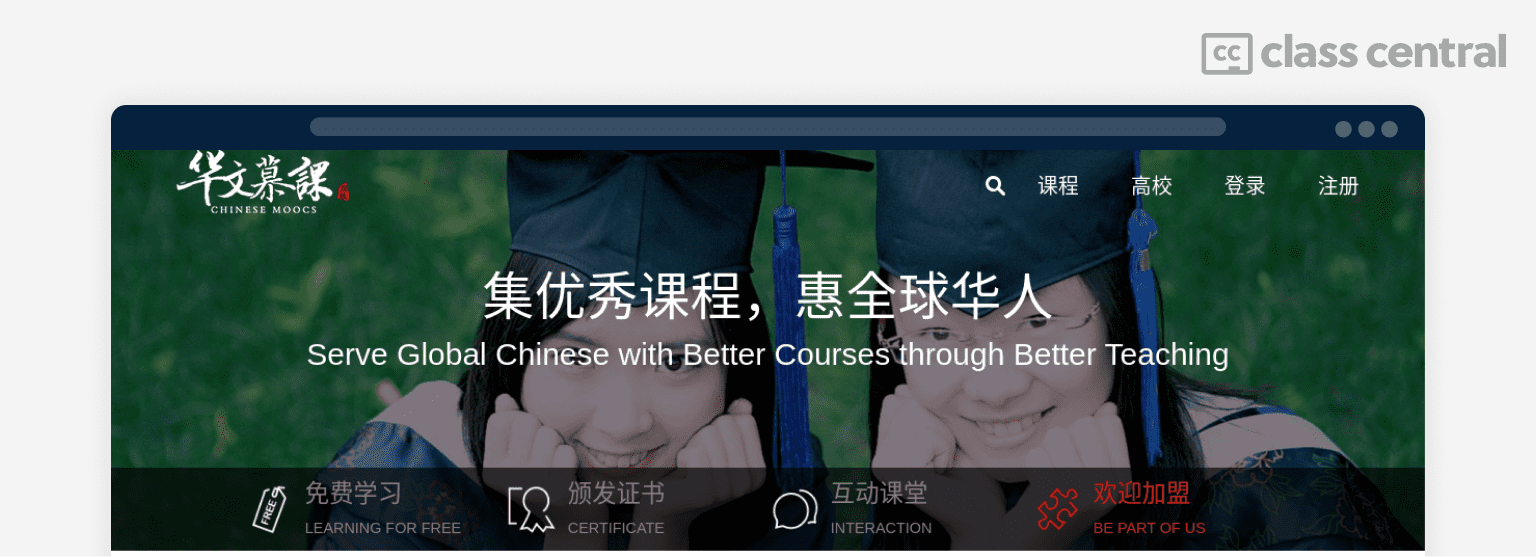 cc class central
华文慕課
CHINESE MOOCS
课程 高校 登录 注册
集优秀课程，惠全球华人
Serve Global Chinese with Better Courses through Better Teaching
FREE 免费学习 颁发证书 互动课堂 欢迎加盟
LEARNING FOR FREE CERTIFICATE INTERACTION BE PART OF US